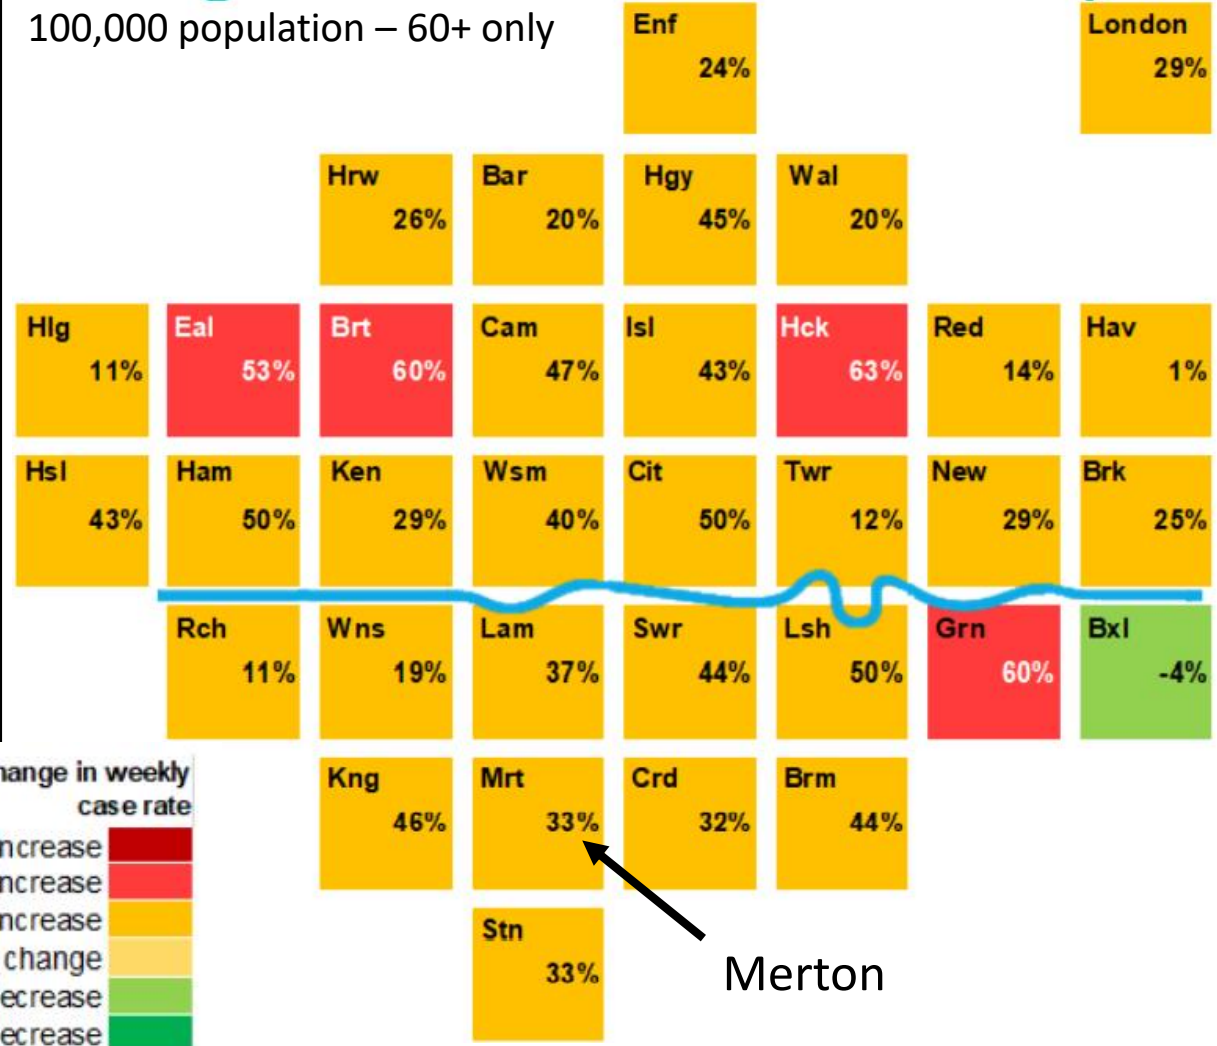 100,000 population – 60+ only
Enf
24%
London
29%
Hrw
26%
Bar
20%
Hgy
45%
Wal
20%
Hlg
11%
Eal
53%
Brt
60%
Cam
47%
Isl
43%
Hck
63%
Red
14%
Hav
1%
Hsl
43%
Ham
50%
Ken
29%
Wsm
40%
Cit
50%
Twr
12%
New
29%
Brk
25%
Rch
11%
Wns
19%
Lam
37%
Swr
44%
Lsh
50%
Grn
60%
Bxl
-4%
Kng
46%
Mrt
33%
Crd
32%
Brm
44%
Stn
33%
Merton
hange in weekly
case rate
ncrease
ncrease
ncrease
change
ecrease
ecrease